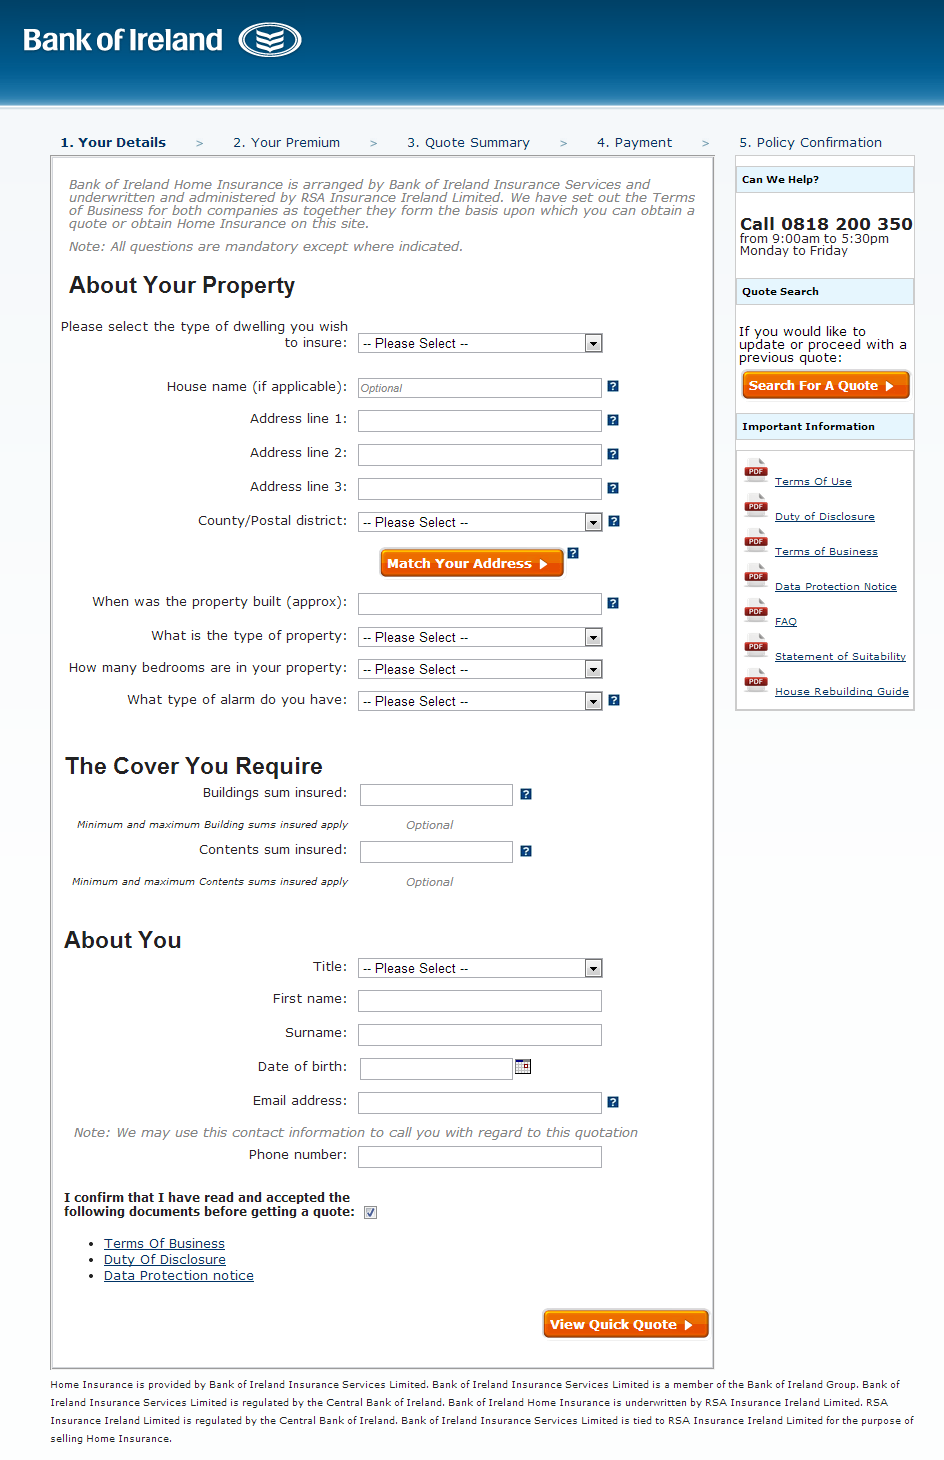 Bank of Ireland
1. Your Details > 2. Your Premium > 3. Quote Summary > 4. Payment > 5. Policy Confirmation
Bank of Ireland Home Insurance is arranged by Bank of Ireland Insurance Services and
underwritten and administered by RSA Insurance Ireland Limited. We have set out the Terms
of Business for both companies as together they form the basis upon which you can obtain a
quote or obtain Home Insurance on this site.
Note: All questions are mandatory except where indicated.
About Your Property
Please select the type of dwelling you wish
to insure: -- Please Select --
House name (if applicable): Optional ?
Address line 1: ?
Address line 2: ?
Address line 3: ?
County/Postal district: -- Please Select -- ?
Match Your Address ?
When was the property built (approx): ?
What is the type of property: -- Please Select --
How many bedrooms are in your property: -- Please Select --
What type of alarm do you have: -- Please Select -- ?
The Cover You Require
Buildings sum insured: ?
Minimum and maximum Building sums insured apply Optional
Contents sum insured: ?
Minimum and maximum Contents sums insured apply Optional
About You
Title: -- Please Select --
First name:
Surname:
Date of birth:
Email address: ?
Note: We may use this contact information to call you with regard to this quotation
Phone number:
I confirm that I have read and accepted the
following documents before getting a quote:
• Terms Of Business
• Duty Of Disclosure
• Data Protection notice
View Quick Quote
Can We Help?
Call 0818 200 350
from 9:00am to 5:30pm
Monday to Friday
Quote Search
If you would like to
update or proceed with a
previous quote:
Search For A Quote
Important Information
PDF Terms Of Use
PDF Duty of Disclosure
PDF Terms of Business
PDF Data Protection Notice
PDF FAQ
PDF Statement of Suitability
PDF House Rebuilding Guide
Home Insurance is provided by Bank of Ireland Insurance Services Limited. Bank of Ireland Insurance Services Limited is a member of the Bank of Ireland Group. Bank of
Ireland Insurance Services Limited is regulated by the Central Bank of Ireland. Bank of Ireland Home Insurance is underwritten by RSA Insurance Ireland Limited. RSA
Insurance Ireland Limited is regulated by the Central Bank of Ireland. Bank of Ireland Insurance Services Limited is tied to RSA Insurance Ireland Limited for the purpose of
selling Home Insurance.